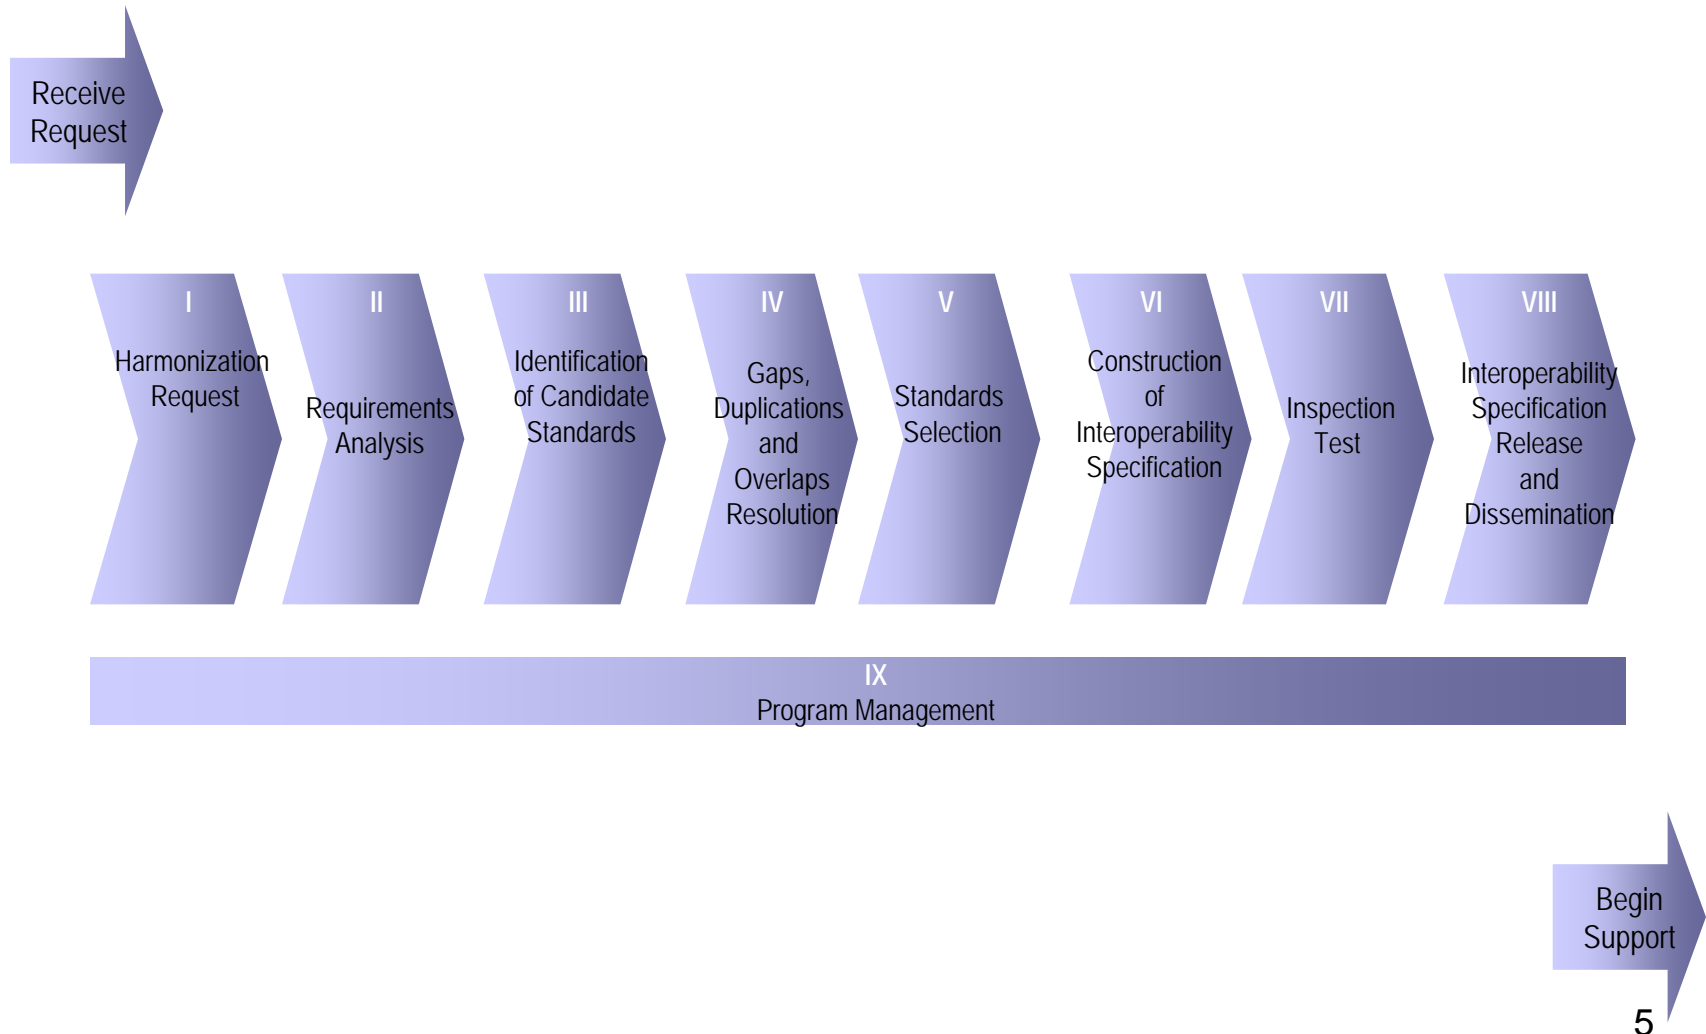 Receive
Request
I
Harmonization
Request
II
Requirements
Analysis
III
Identification
of Candidate
Standards
IV
Gaps,
Duplications
and
Overlaps
Resolution
V
Standards
Selection
VI
Construction
of
Interoperability
Specification
VII
Inspection
Test
VIII
Interoperability
Specification
Release
and
Dissemination
IX
Program Management
Begin
Support
5